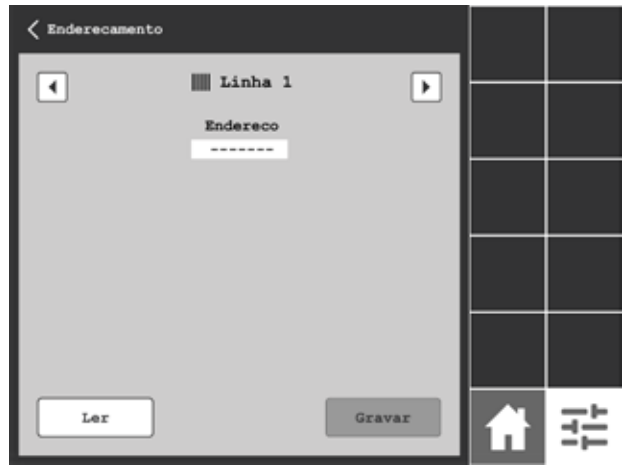 Enderecamento
Linha 1
Endereco
-------
Ler
Gravar